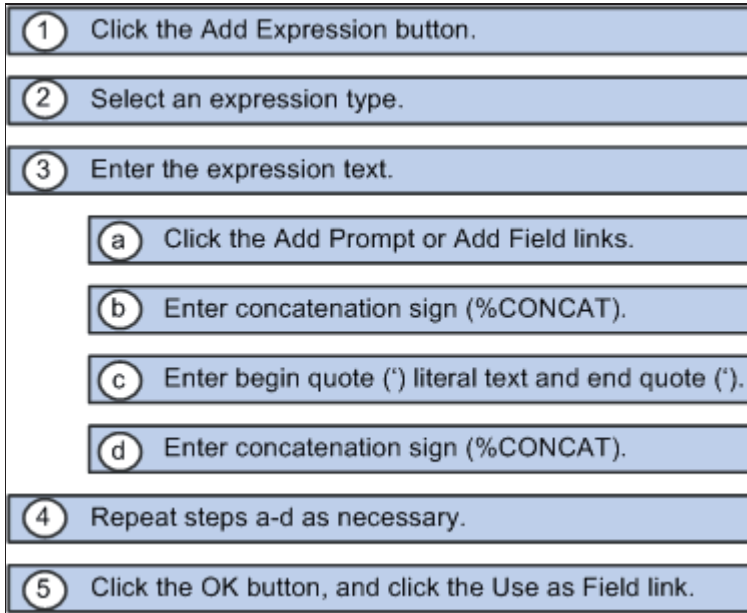 1 Click the Add Expression button.
2 Select an expression type.
3 Enter the expression text.
a Click the Add Prompt or Add Field links.
b Enter concatenation sign (%CONCAT).
c Enter begin quote (‘) literal text and end quote (‘).
d Enter concatenation sign (%CONCAT).
4 Repeat steps a-d as necessary.
5 Click the OK button, and click the Use as Field link.